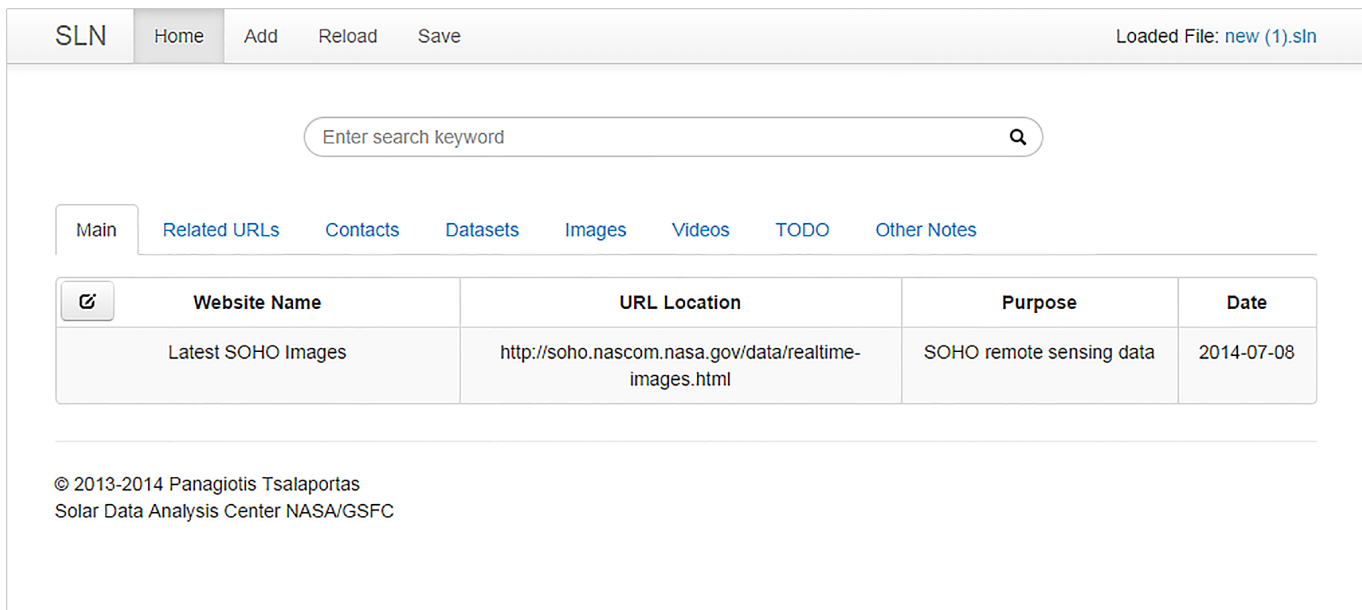 SLN Home Add Reload Save Loaded File: new (1).sln
Enter search keyword
Main Related URLs Contacts Datasets Images Videos TODO Other Notes
Website Name URL Location Purpose Date
Latest SOHO Images http://soho.nascom.nasa.gov/data/realtime- SOHO remote sensing data 2014-07-08
images.html
© 2013-2014 Panagiotis Tsalaportas
Solar Data Analysis Center NASA/GSFC